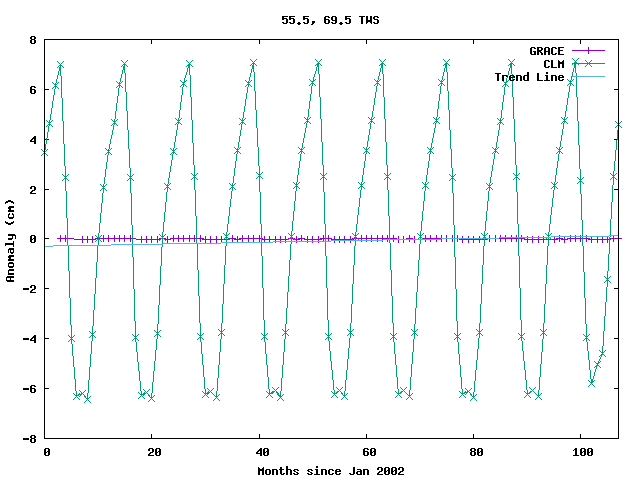 55.5, 69.5 TWS
GRACE
CLM
Trend Line
8
6
4
2
0
-2
-4
-6
-8
Anomaly (cm)
0 20 40 60 80 100
Months since Jan 2002